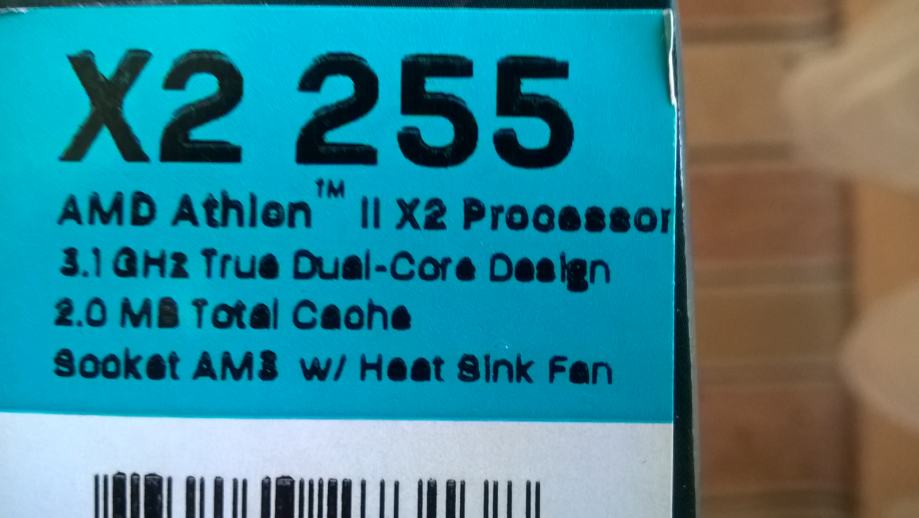 X2 255
AMD Athlon™ II X2 Processor
3.1 GHz True Dual-Core Design
2.0 MB Total Cache
Socket AM3 w/ Heat Sink Fan